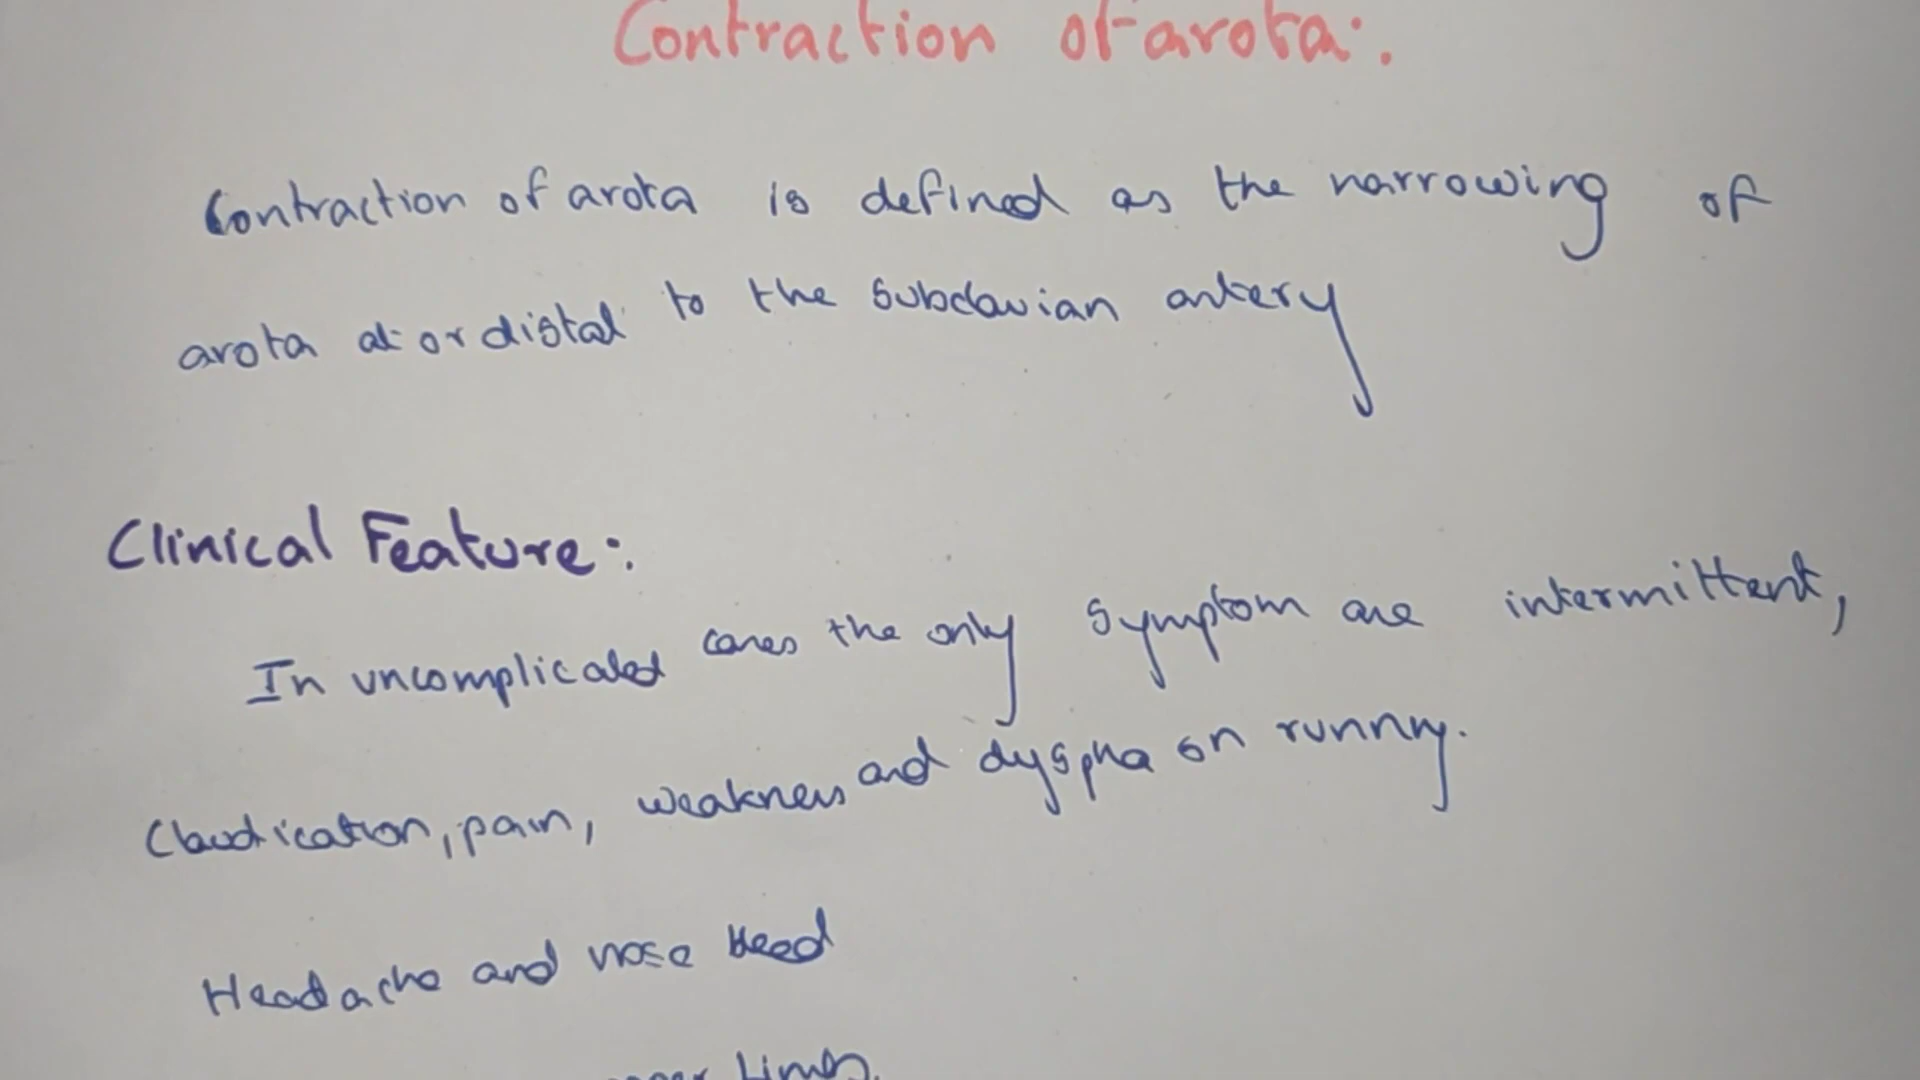 Contraction of arota:.
Contraction of arota is defined as the narrowing of
arota at or distal to the subclavian artery
Clinical Feature:.
In uncomplicated cases the only symptom are intermittent,
Claudication, pain, weakness and dyspna on runny.
Headache and nose bleed
Limbs.